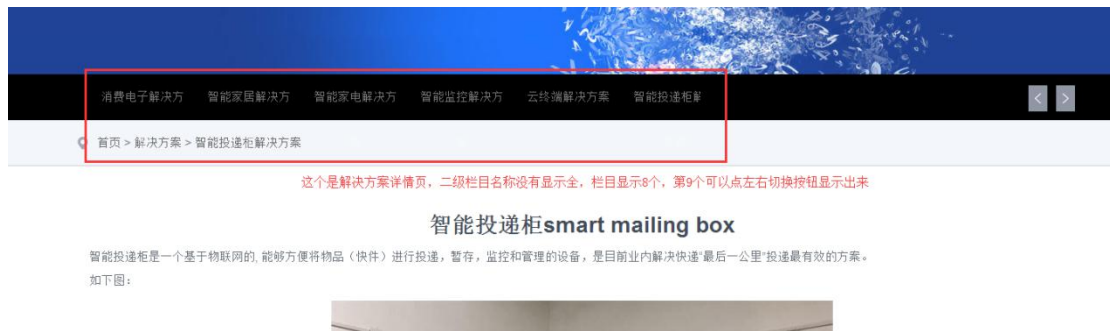 消费电子解决方 智能家居解决方 智能家电解决方 智能监控解决方 云终端解决方案 智能投递柜解
< >
首页 > 解决方案 > 智能投递柜解决方案
这个是解决方案详情页，二级栏目名称没有显示全，栏目显示8个，第9个可以点左右切换按钮显示出来
智能投递柜smart mailing box
智能投递柜是一个基于物联网的, 能够方便将物品（快件）进行投递，暂存，监控和管理的设备，是目前业内解决快递“最后一公里”投递最有效的方案。
如下图：